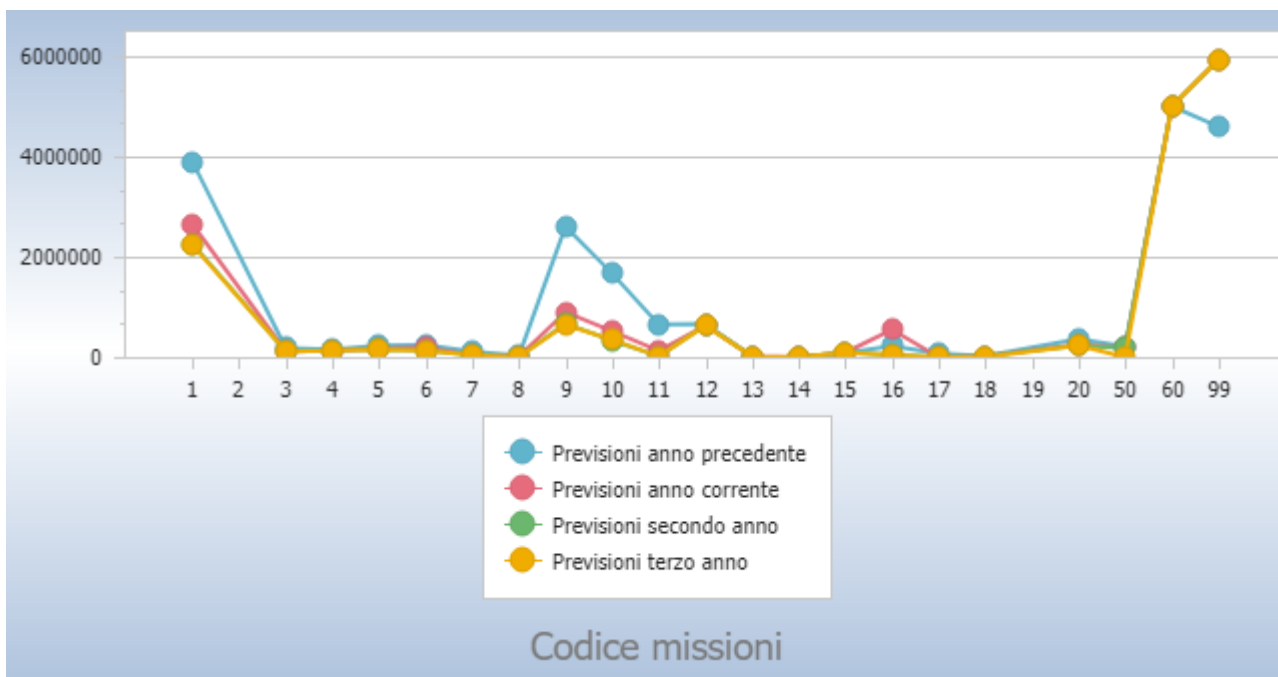 6000000
4000000
2000000
0
1 2 3 4 5 6 7 8 9 10 11 12 13 14 15 16 17 18 19 20 50 60 99
Previsioni anno precedente
Previsioni anno corrente
Previsioni secondo anno
Previsioni terzo anno
Codice missioni